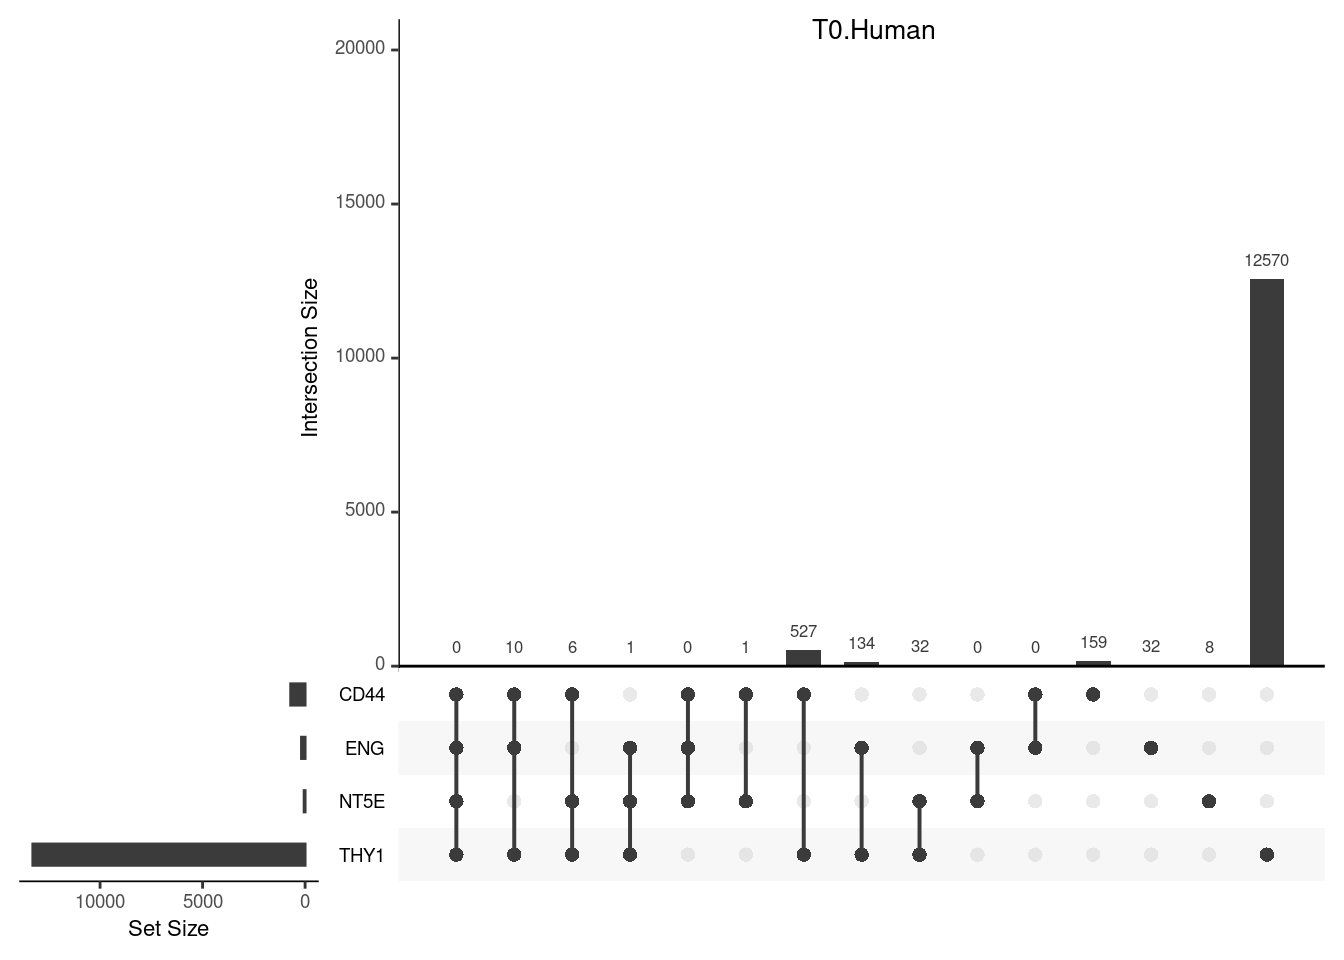 T0.Human
20000
15000
10000
5000
0
Intersection Size
0 10 6 1 0 1 527 134 32 0 0 159 32 8 12570
CD44
ENG
NT5E
THY1
10000 5000 0
Set Size